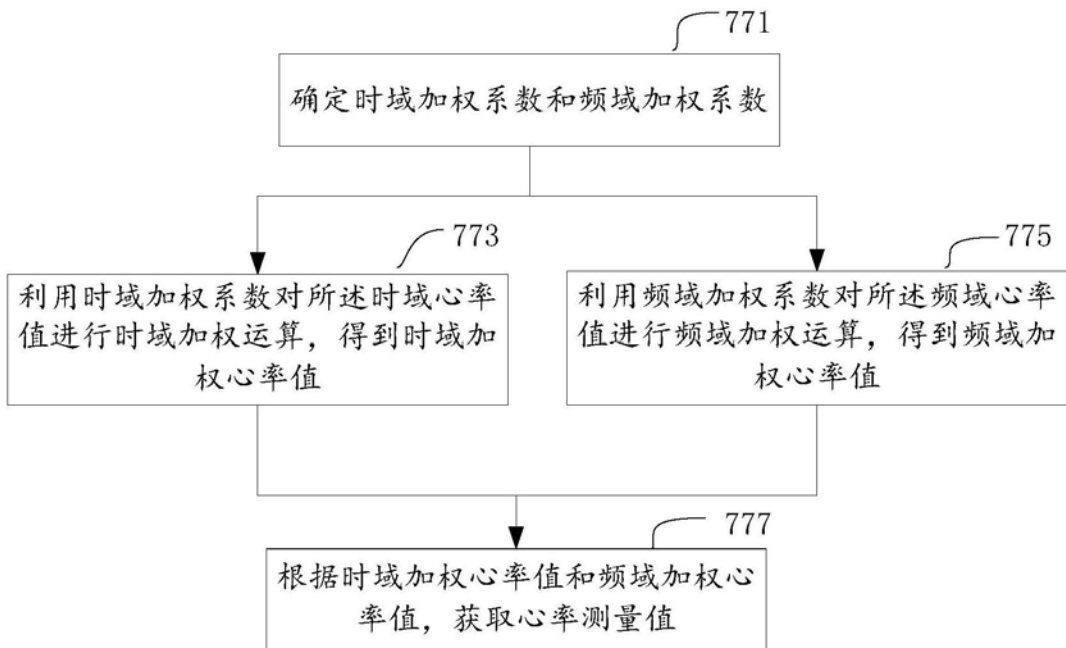 771
确定时域加权系数和频域加权系数
773
利用时域加权系数对所述时域心率
值进行时域加权运算，得到时域加
权心率值
775
利用频域加权系数对所述频域心率
值进行频域加权运算，得到频域加
权心率值
777
根据时域加权心率值和频域加权心
率值，获取心率测量值